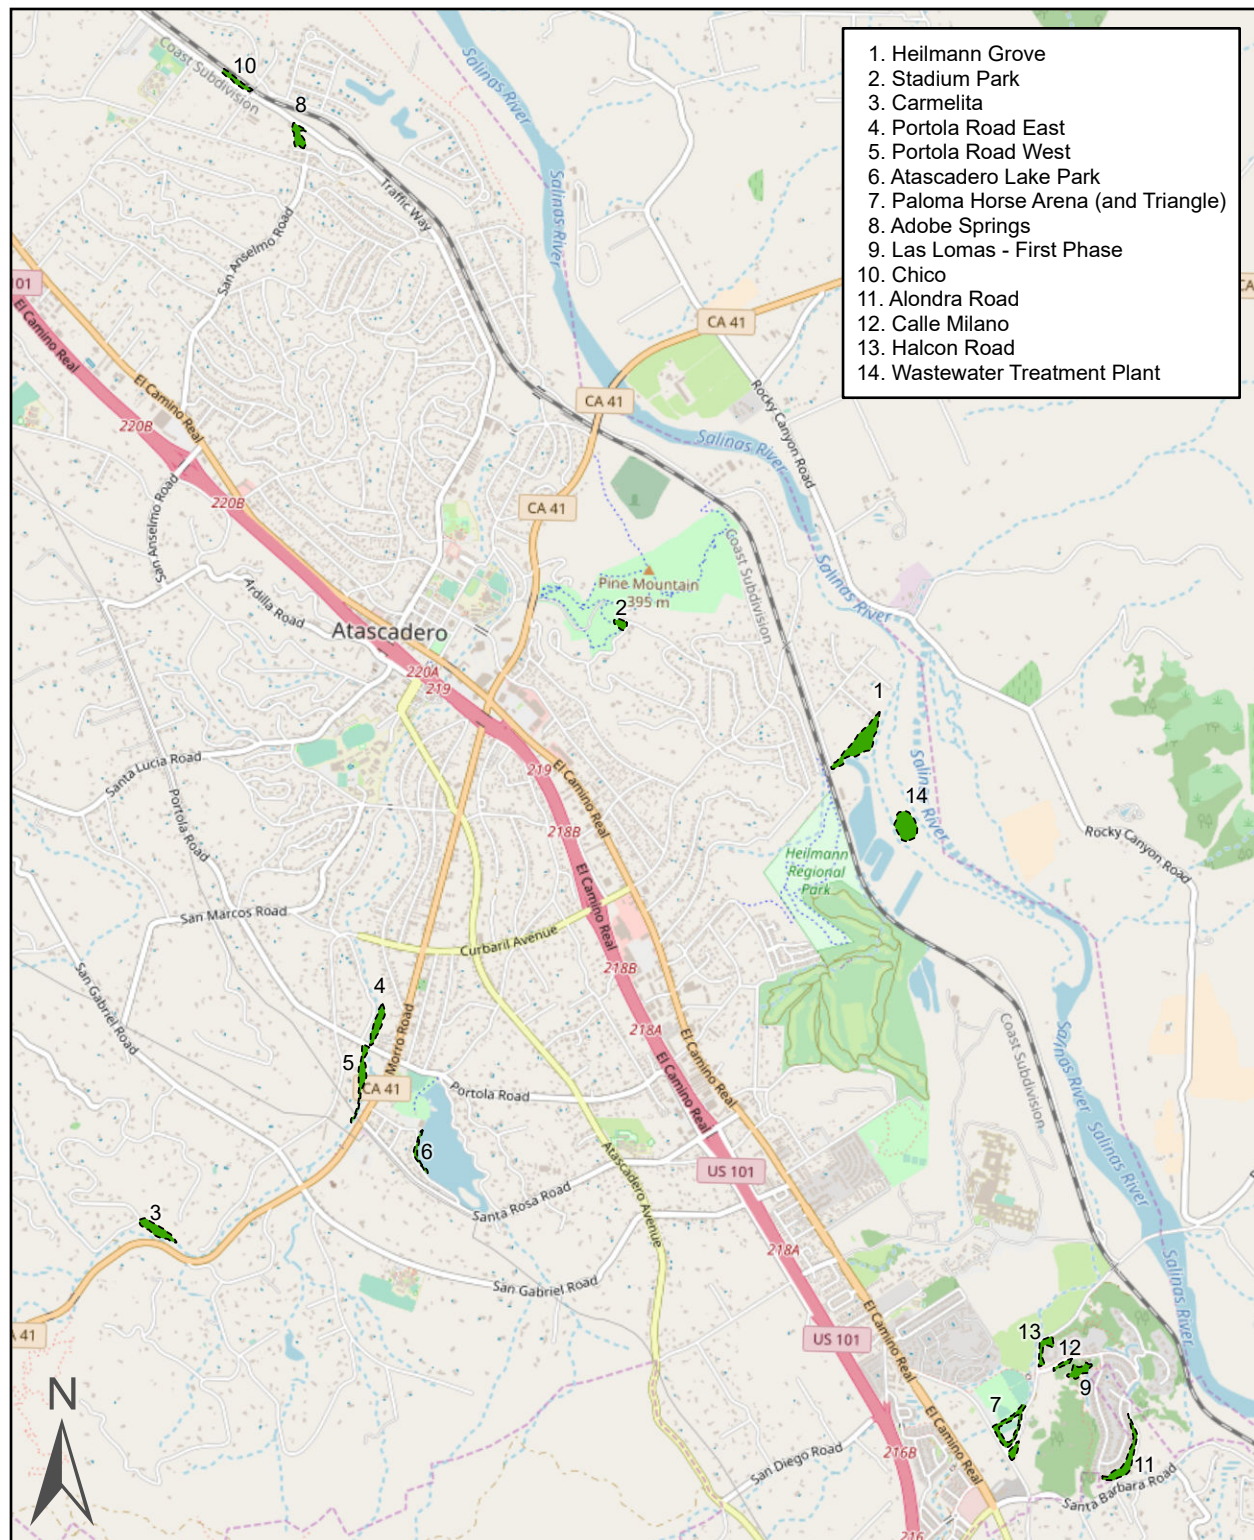 1. Heilmann Grove
2. Stadium Park
3. Carmelita
4. Portola Road East
5. Portola Road West
6. Atascadero Lake Park
7. Paloma Horse Arena (and Triangle)
8. Adobe Springs
9. Las Lomas - First Phase
10. Chico
11. Alondra Road
12. Calle Milano
13. Halcon Road
14. Wastewater Treatment Plant
10
Coast Subdivision
8
Salinas River
Salinas River
Traffic Way
San Anselmo Road
101
El Camino Real
El Camino Real
220B
CA 41
CA
CA 41
Rocky Canyon Road
Salinas River
220B
San Anselmo Road
CA 41
Coast Subdivision
Pine Mountain
395 m
2
Salinas River
Ardilla Road
Atascadero
220A
219
1
Santa Lucia Road
219
El Camino Real
Salinas River
14
Portola Road
218B
Rocky Canyon Road
Heilmann
Regional
Park
El Camino Real
San Marcos Road
Curbaril Avenue
218B
San Gabriel Road
4
Morro Road
218A
El Camino Real
El Camino Real
Coast Subdivision
Salinas River
5
CA 41
Portola Road
Salinas River
6
Atascadero Avenue
US 101
Santa Rosa Road
3
218A
San Gabriel Road
Salinas River
El Camino Real
A 41
US 101
13
12
9
N
7
El Camino Real
San Diego Road
216B
11
Santa Barbara Road
216